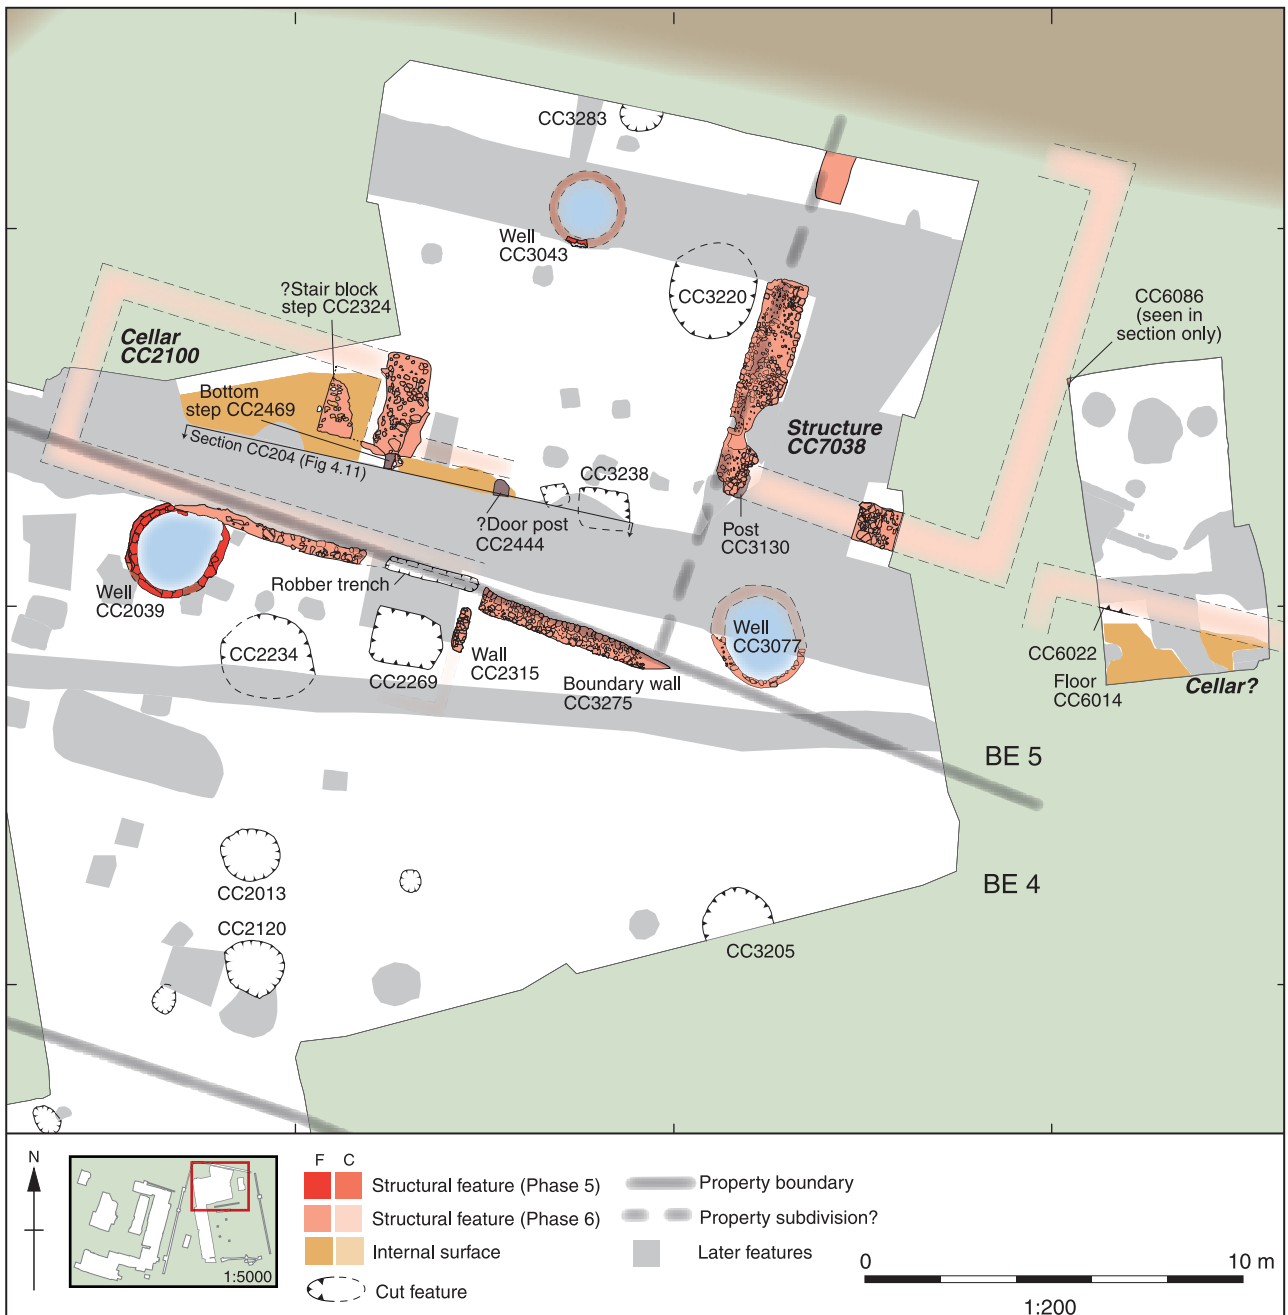 CC3283
Well
CC3043
CC3220
?Stair block
step CC2324
CC6086
(seen in
section only)
Cellar
CC2100
Bottom
step CC2469
Section CC204 (Fig 4.11)
Structure
CC7038
CC3238
?Door post
CC2444
Post
CC3130
Robber trench
Well
CC2039
Well
CC3077
CC2234
CC2269
Wall
CC2315
Boundary wall
CC3275
CC6022
Floor
CC6014
Cellar?
BE 5
BE 4
CC2013
CC2120
CC3205
N
1:5000
F C
Structural feature (Phase 5)
Structural feature (Phase 6)
Internal surface
Cut feature
Property boundary
Property subdivision?
Later features
0 10 m
1:200